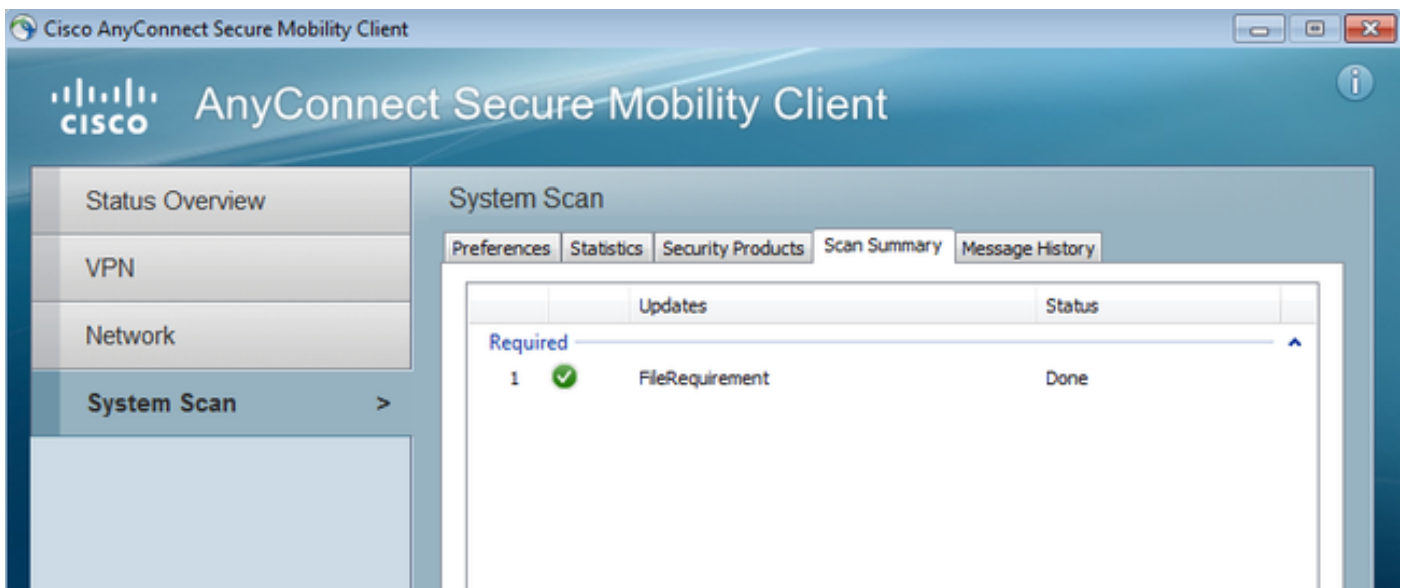 Cisco AnyConnect Secure Mobility Client
CISCO AnyConnect Secure Mobility Client
Status Overview
VPN
Network
System Scan >
System Scan
Preferences Statistics Security Products Scan Summary Message History
Updates Status
Required
1 FileRequirement Done